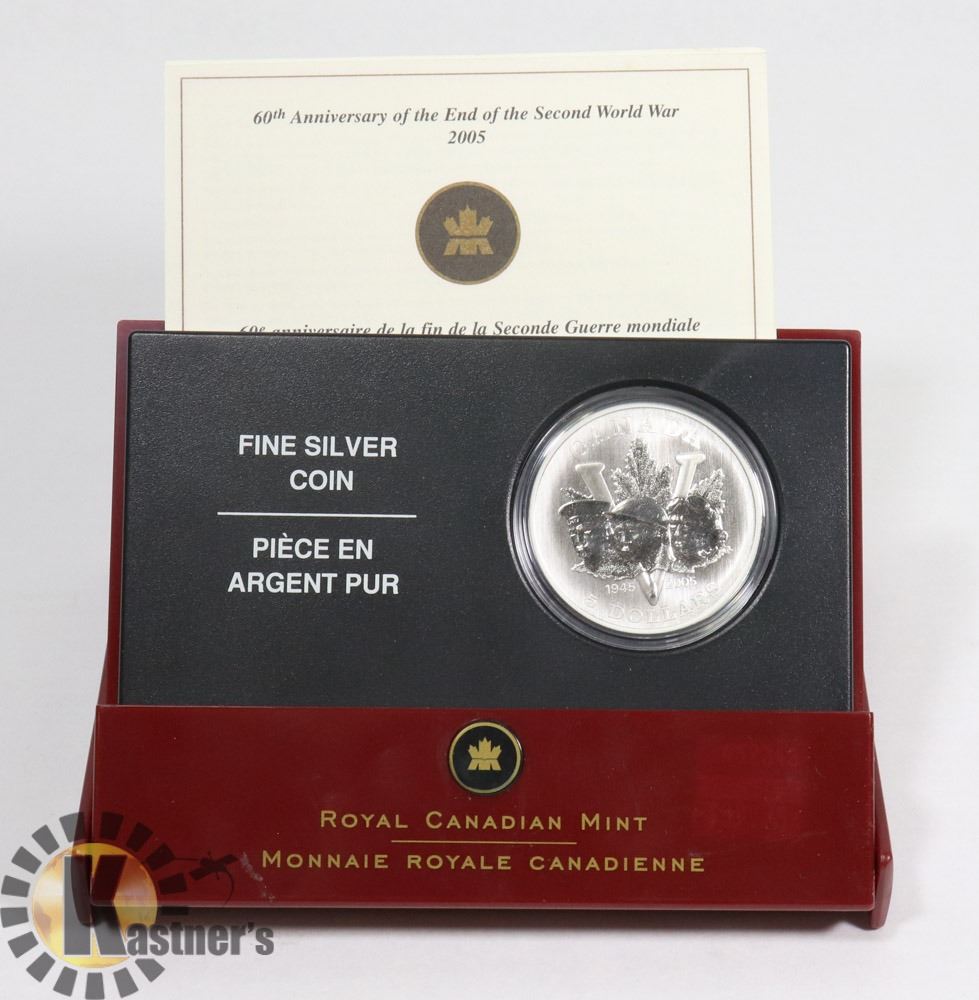 60th Anniversary of the End of the Second World War
2005
60e anniversaire de la fin de la Seconde Guerre mondiale
FINE SILVER
COIN
PIÈCE EN
ARGENT PUR
CANADA
1945 2005
5 DOLLARS
ROYAL CANADIAN MINT
MONNAIE ROYALE CANADIENNE
Kastner's